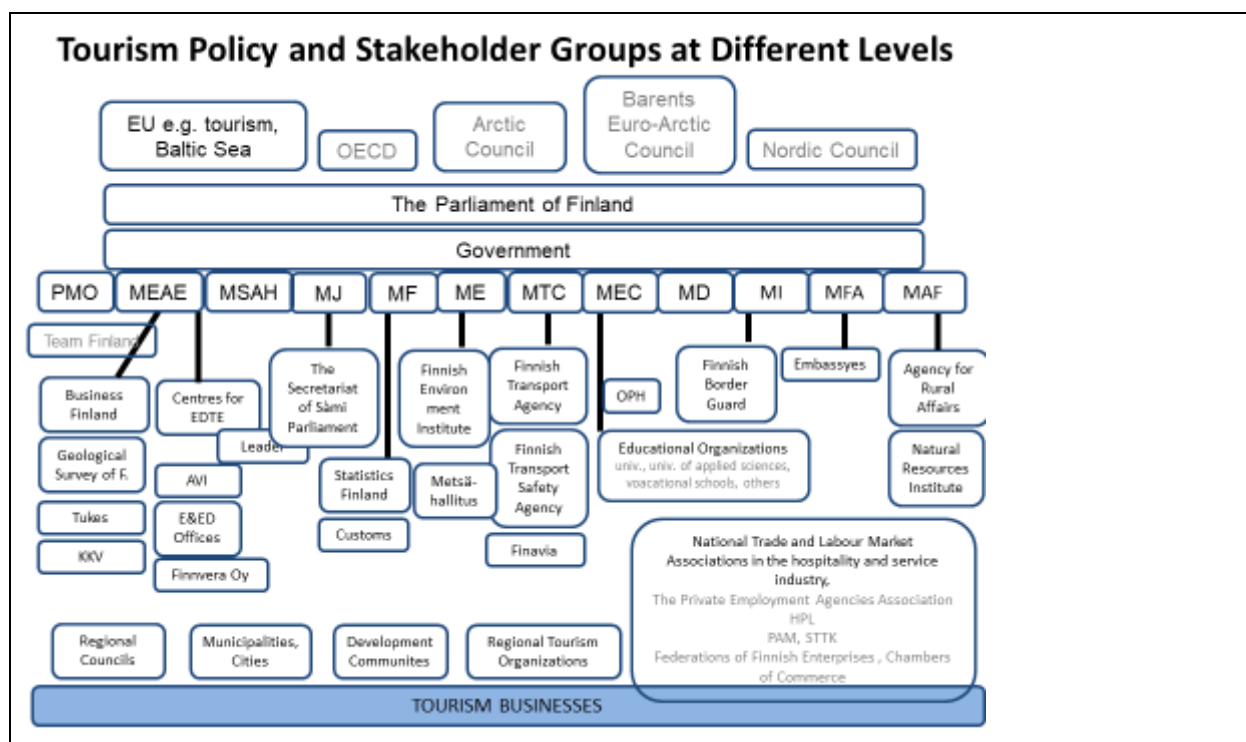 Tourism Policy and Stakeholder Groups at Different Levels
EU e.g. tourism,
Baltic Sea
OECD
Arctic
Council
Barents
Euro-Arctic
Council
Nordic Council
The Parliament of Finland
Government
PMO
MEAE
MSAH
MJ
MF
ME
MTC
MEC
MD
MI
MFA
MAF
Team Finland
Business
Finland
Centres for
EDTE
Leader
The
Secretariat
of Sàmi
Parliament
Finnish
Environ
ment
Institute
Finnish
Transport
Agency
OPH
Finnish
Border
Guard
Embassyes
Agency for
Rural
Affairs
Geological
Survey of F.
AVI
Statistics
Finland
Metsä-
hallitus
Finnish
Transport
Safety
Agency
Educational Organizations
univ., univ. of applied sciences,
voacational schools, others
Natural
Resources
Institute
Tukes
E&ED
Offices
Customs
Finavia
KKV
Finnvera Oy
National Trade and Labour Market
Associations in the hospitality and service
industry,
The Private Employment Agencies Association
HPL
PAM, STTK
Federations of Finnish Enterprises , Chambers
of Commerce
Regional
Councils
Municipalities,
Cities
Development
Communites
Regional Tourism
Organizations
TOURISM BUSINESSES